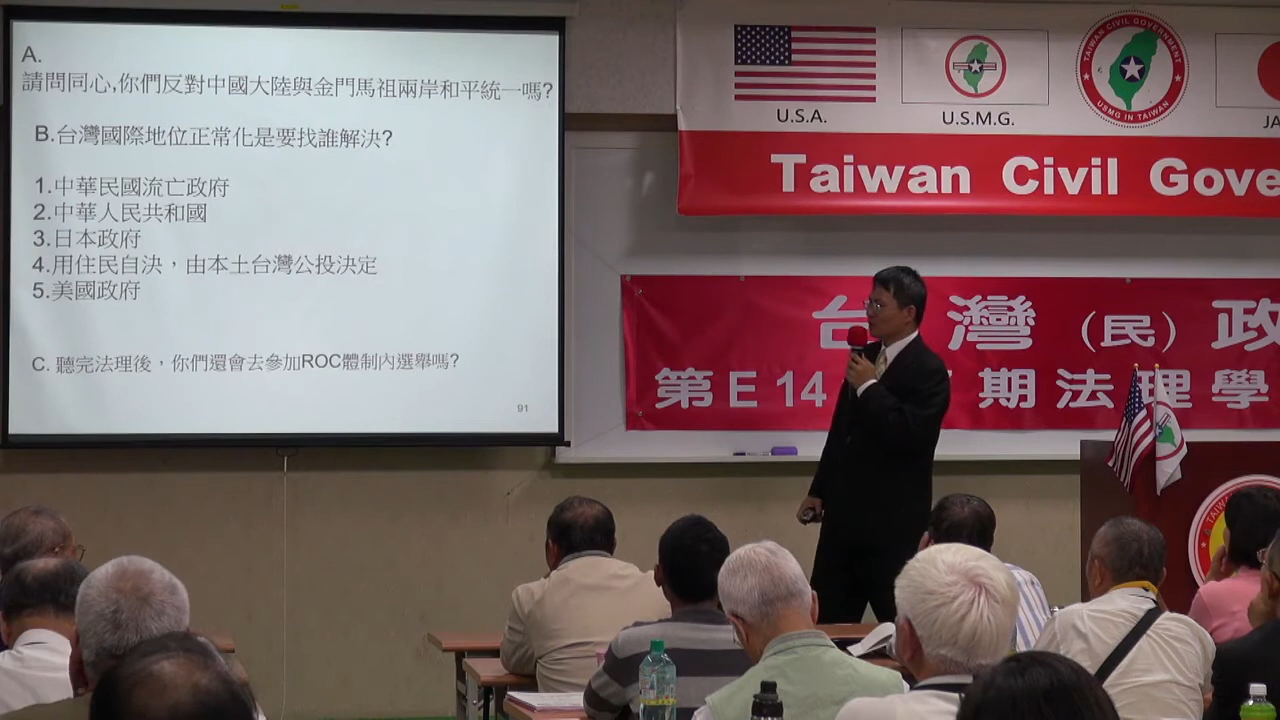 A.
請問同心,你們反對中國大陸與金門馬祖兩岸和平統一嗎?
B.台灣國際地位正常化是要找誰解決?
1.中華民國流亡政府
2.中華人民共和國
3.日本政府
4.用住民自決，由本土台灣公投決定
5.美國政府
C. 聽完法理後，你們還會去參加ROC體制內選舉嗎?
91
U.S.A.
U.S.M.G.
TAIWAN CIVIL GOVERNMENT
USMG IN TAIWAN
JA
Taiwan Civil Gove
台灣（民）政
第E14 期法理學